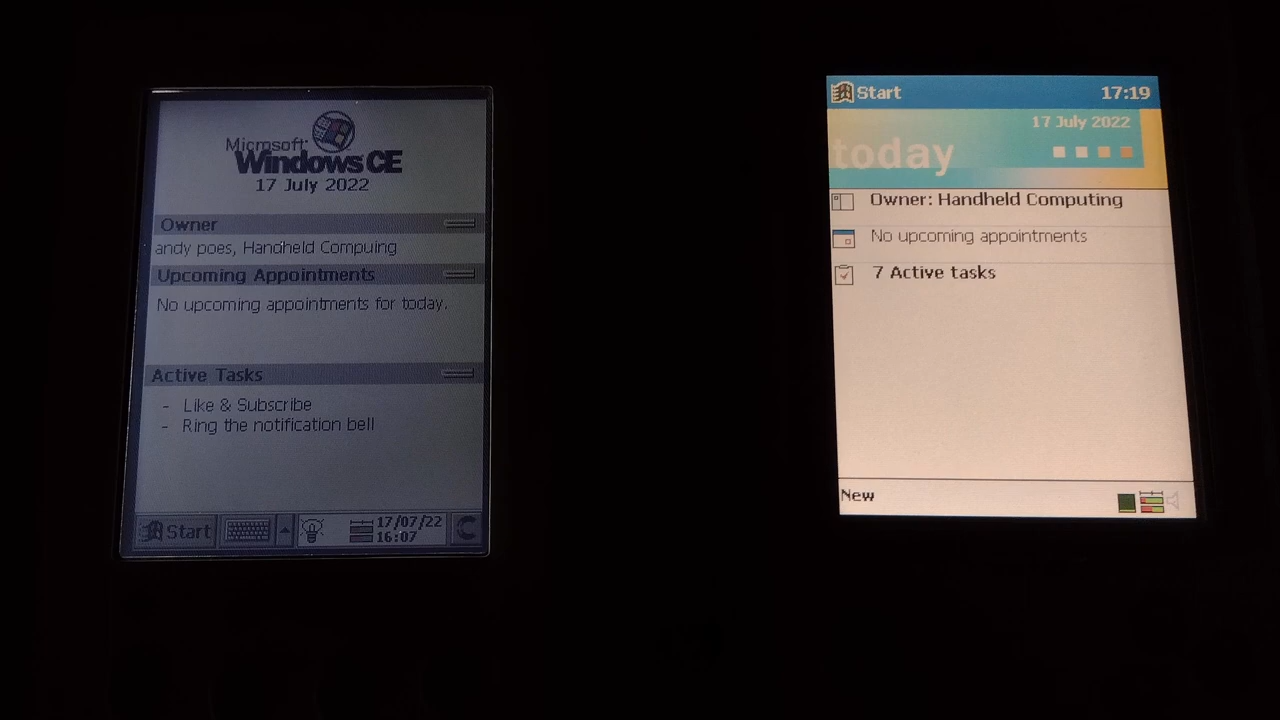 Microsoft
Windows CE
17 July 2022
Owner
andy poes, Handheld Compuing
Upcoming Appointments
No upcoming appointments for today.
Active Tasks
- Like & Subscribe
- Ring the notification bell
Start
17/07/22
16:07
Start
17:19
17 July 2022
today
Owner: Handheld Computing
No upcoming appointments
7 Active tasks
New